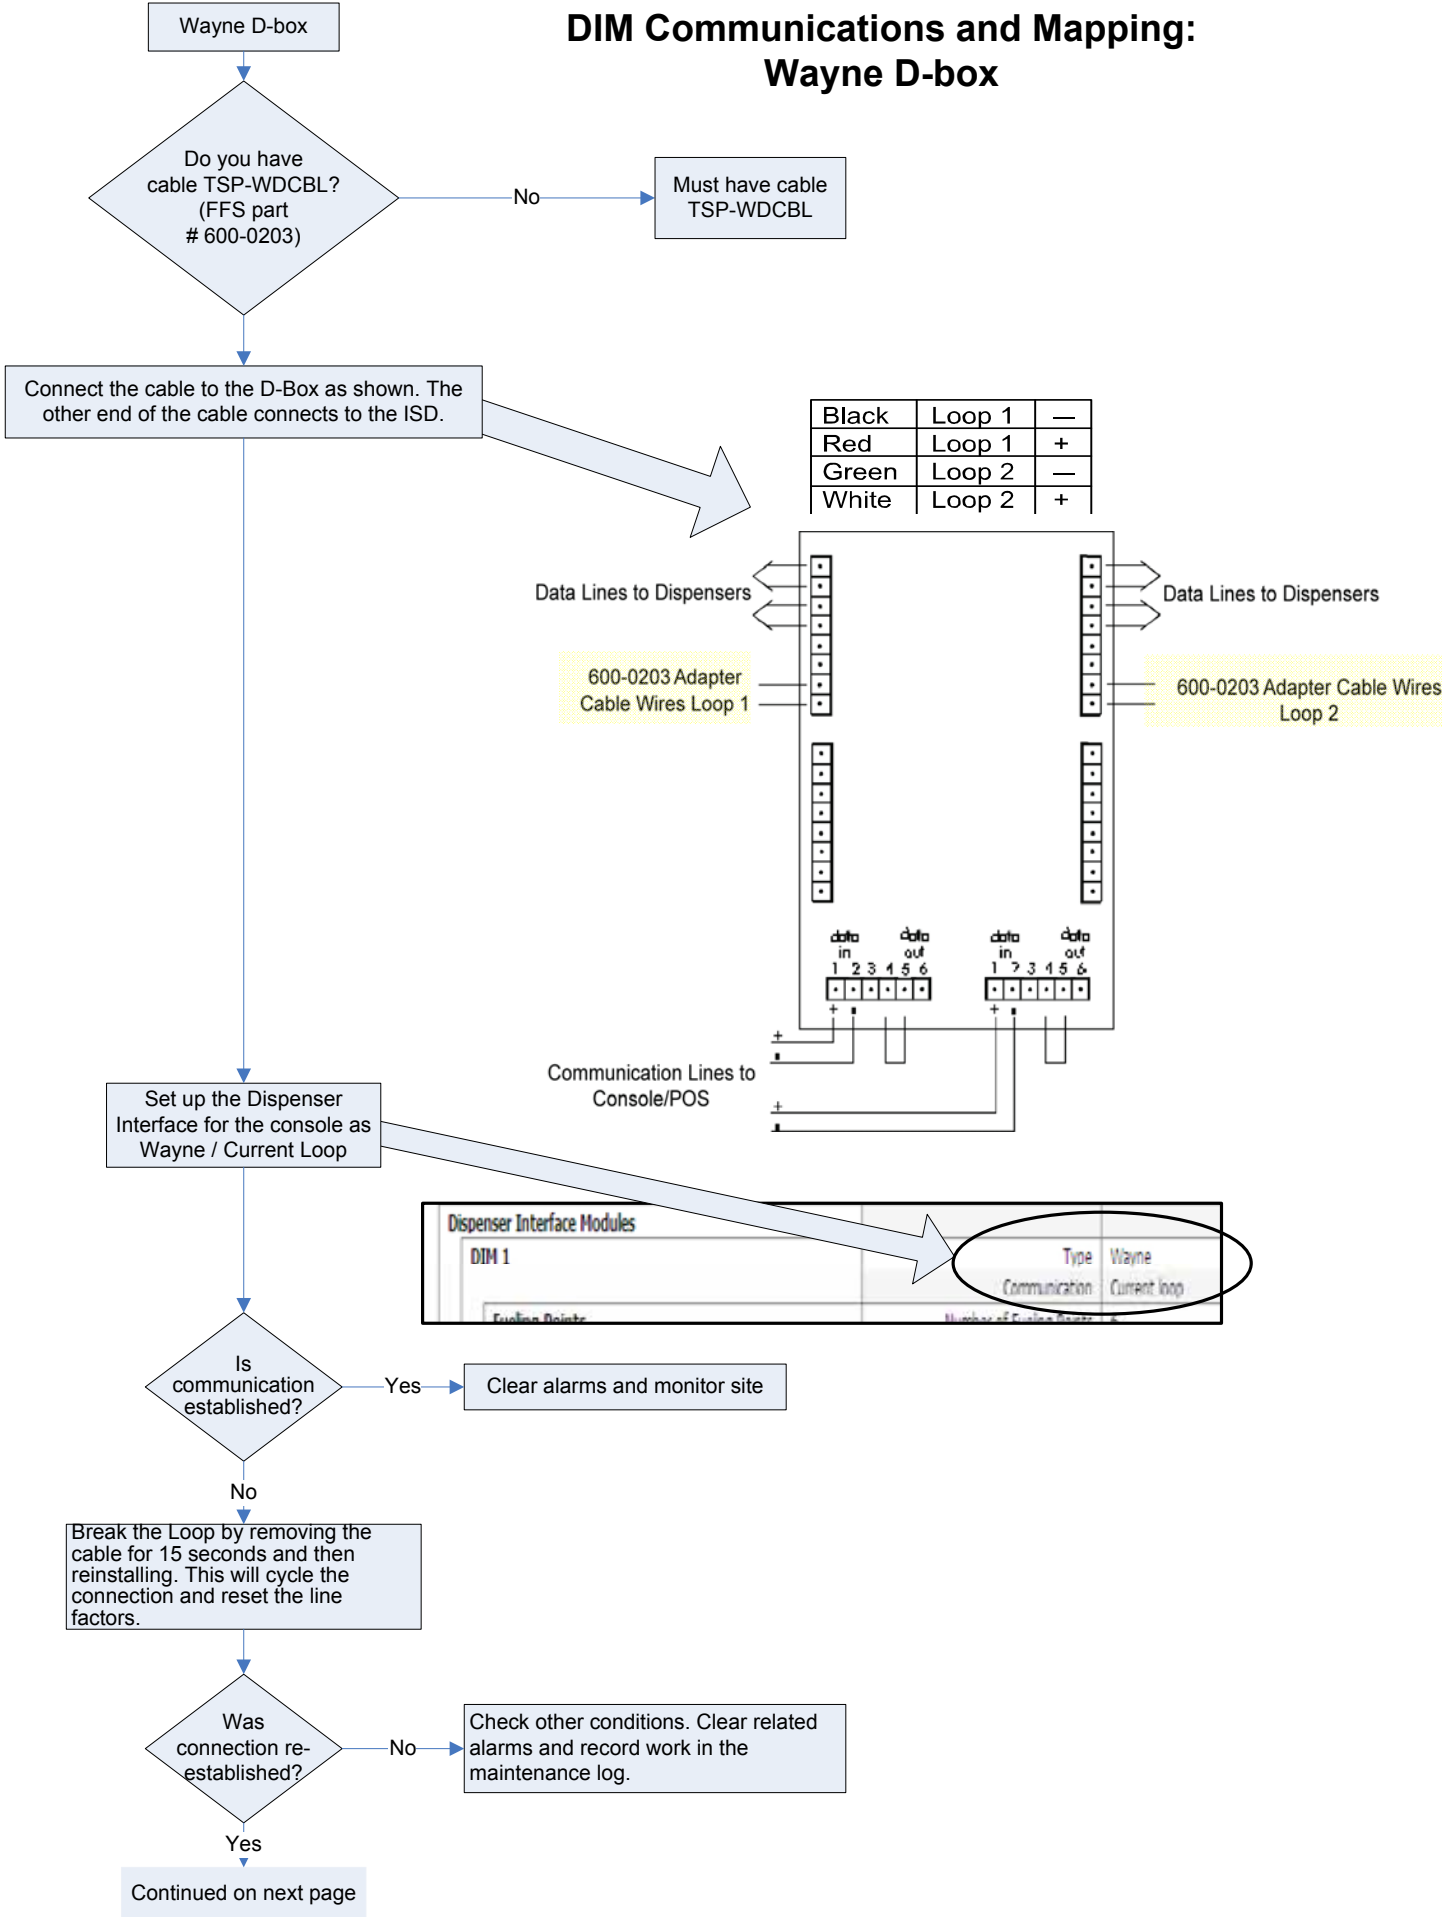 DIM Communications and Mapping:
Wayne D-box
Wayne D-box
Do you have
cable TSP-WDCBL?
(FFS part
# 600-0203)
No
Must have cable
TSP-WDCBL
Connect the cable to the D-Box as shown. The
other end of the cable connects to the ISD.
Black Loop 1 —
Red Loop 1 +
Green Loop 2 —
White Loop 2 +
Data Lines to Dispensers
Data Lines to Dispensers
600-0203 Adapter
Cable Wires Loop 1
600-0203 Adapter Cable Wires
Loop 2
data data data data
in out in out
1 2 3 4 5 6 1 2 3 4 5 6
+ - + -
+
-
Communication Lines to
Console/POS
+
-
Set up the Dispenser
Interface for the console as
Wayne / Current Loop
Dispenser Interface Modules
DIM 1 Type Wayne
Communication Current loop
Fueling Points Number of Fueling Points 6
Is
communication
established?
Yes
Clear alarms and monitor site
No
Break the Loop by removing the
cable for 15 seconds and then
reinstalling. This will cycle the
connection and reset the line
factors.
Was
connection re-
established?
No
Check other conditions. Clear related
alarms and record work in the
maintenance log.
Yes
Continued on next page